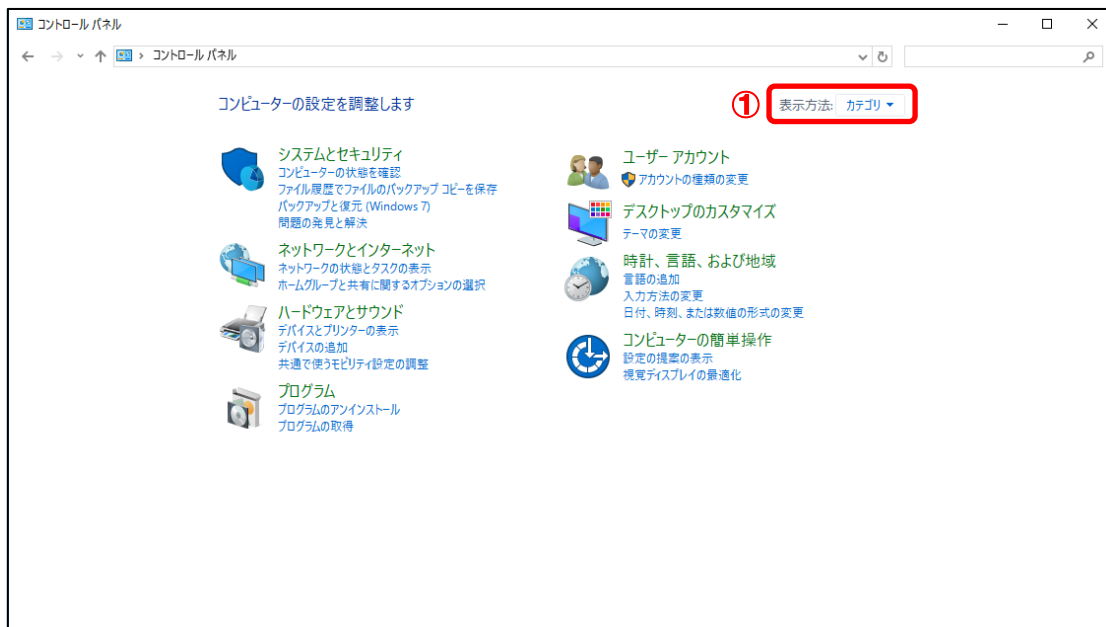 コントロール パネル
コントロール パネル
コンピューターの設定を調整します
① 表示方法: カテゴリ
システムとセキュリティ
コンピューターの状態を確認
ファイル履歴でファイルのバックアップ コピーを保存
バックアップと復元 (Windows 7)
問題の発見と解決
ネットワークとインターネット
ネットワークの状態とタスクの表示
ホームグループと共有に関するオプションの選択
ハードウェアとサウンド
デバイスとプリンターの表示
デバイスの追加
共通で使うモビリティ設定の調整
プログラム
プログラムのアンインストール
プログラムの取得
ユーザー アカウント
アカウントの種類の変更
デスクトップのカスタマイズ
テーマの変更
時計、言語、および地域
言語の追加
入力方法の変更
日付、時刻、または数値の形式の変更
コンピューターの簡単操作
設定の提案の表示
視覚ディスプレイの最適化